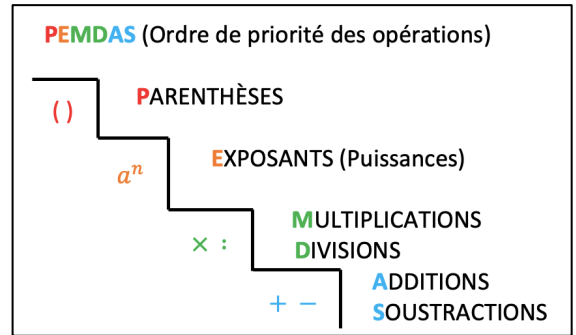 PEMDAS (Ordre de priorité des opérations)
( ) PARENTHÈSES
aⁿ EXPOSANTS (Puissances)
MULTIPLICATIONS
× : DIVISIONS
ADDITIONS
+ − SOUSTRACTIONS